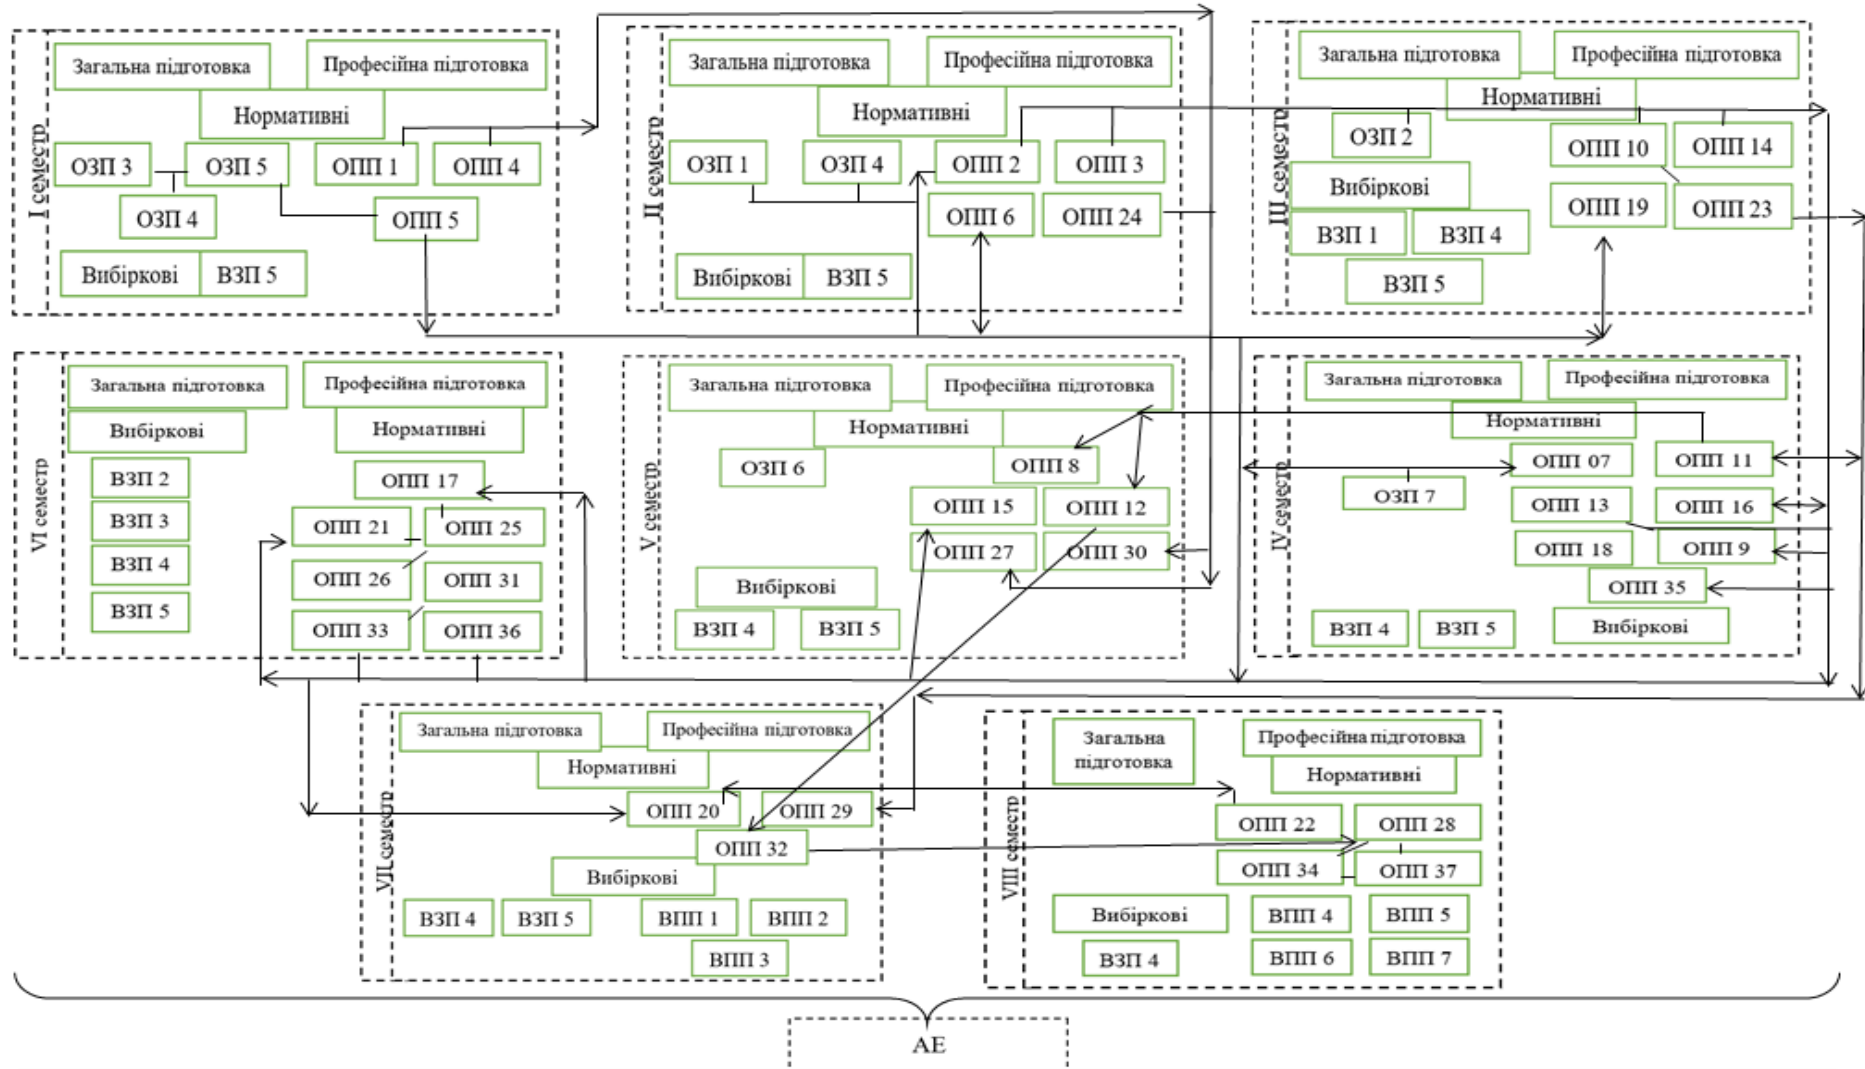 I семестр
Загальна підготовка
Професійна підготовка
Нормативні
ОЗП 3
ОЗП 5
ОПП 1
ОПП 4
ОЗП 4
ОПП 5
Вибіркові
ВЗП 5
II семестр
Загальна підготовка
Професійна підготовка
Нормативні
ОЗП 1
ОЗП 4
ОПП 2
ОПП 3
ОПП 6
ОПП 24
Вибіркові
ВЗП 5
III семестр
Загальна підготовка
Професійна підготовка
Нормативні
ОЗП 2
ОПП 10
ОПП 14
Вибіркові
ОПП 19
ОПП 23
ВЗП 1
ВЗП 4
ВЗП 5
VI семестр
Загальна підготовка
Професійна підготовка
Вибіркові
Нормативні
ВЗП 2
ОПП 17
ВЗП 3
ОПП 21
ОПП 25
ВЗП 4
ОПП 26
ОПП 31
ВЗП 5
ОПП 33
ОПП 36
V семестр
Загальна підготовка
Професійна підготовка
Нормативні
ОЗП 6
ОПП 8
ОПП 15
ОПП 12
ОПП 27
ОПП 30
Вибіркові
ВЗП 4
ВЗП 5
IV семестр
Загальна підготовка
Професійна підготовка
Нормативні
ОПП 07
ОПП 11
ОЗП 7
ОПП 13
ОПП 16
ОПП 18
ОПП 9
ОПП 35
ВЗП 4
ВЗП 5
Вибіркові
VII семестр
Загальна підготовка
Професійна підготовка
Нормативні
ОПП 20
ОПП 29
ОПП 32
Вибіркові
ВЗП 4
ВЗП 5
ВПП 1
ВПП 2
ВПП 3
VIII семестр
Загальна
підготовка
Професійна підготовка
Нормативні
ОПП 22
ОПП 28
ОПП 34
ОПП 37
Вибіркові
ВПП 4
ВПП 5
ВЗП 4
ВПП 6
ВПП 7
АЕ